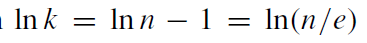 ln k = ln n − 1 = ln(n/e)